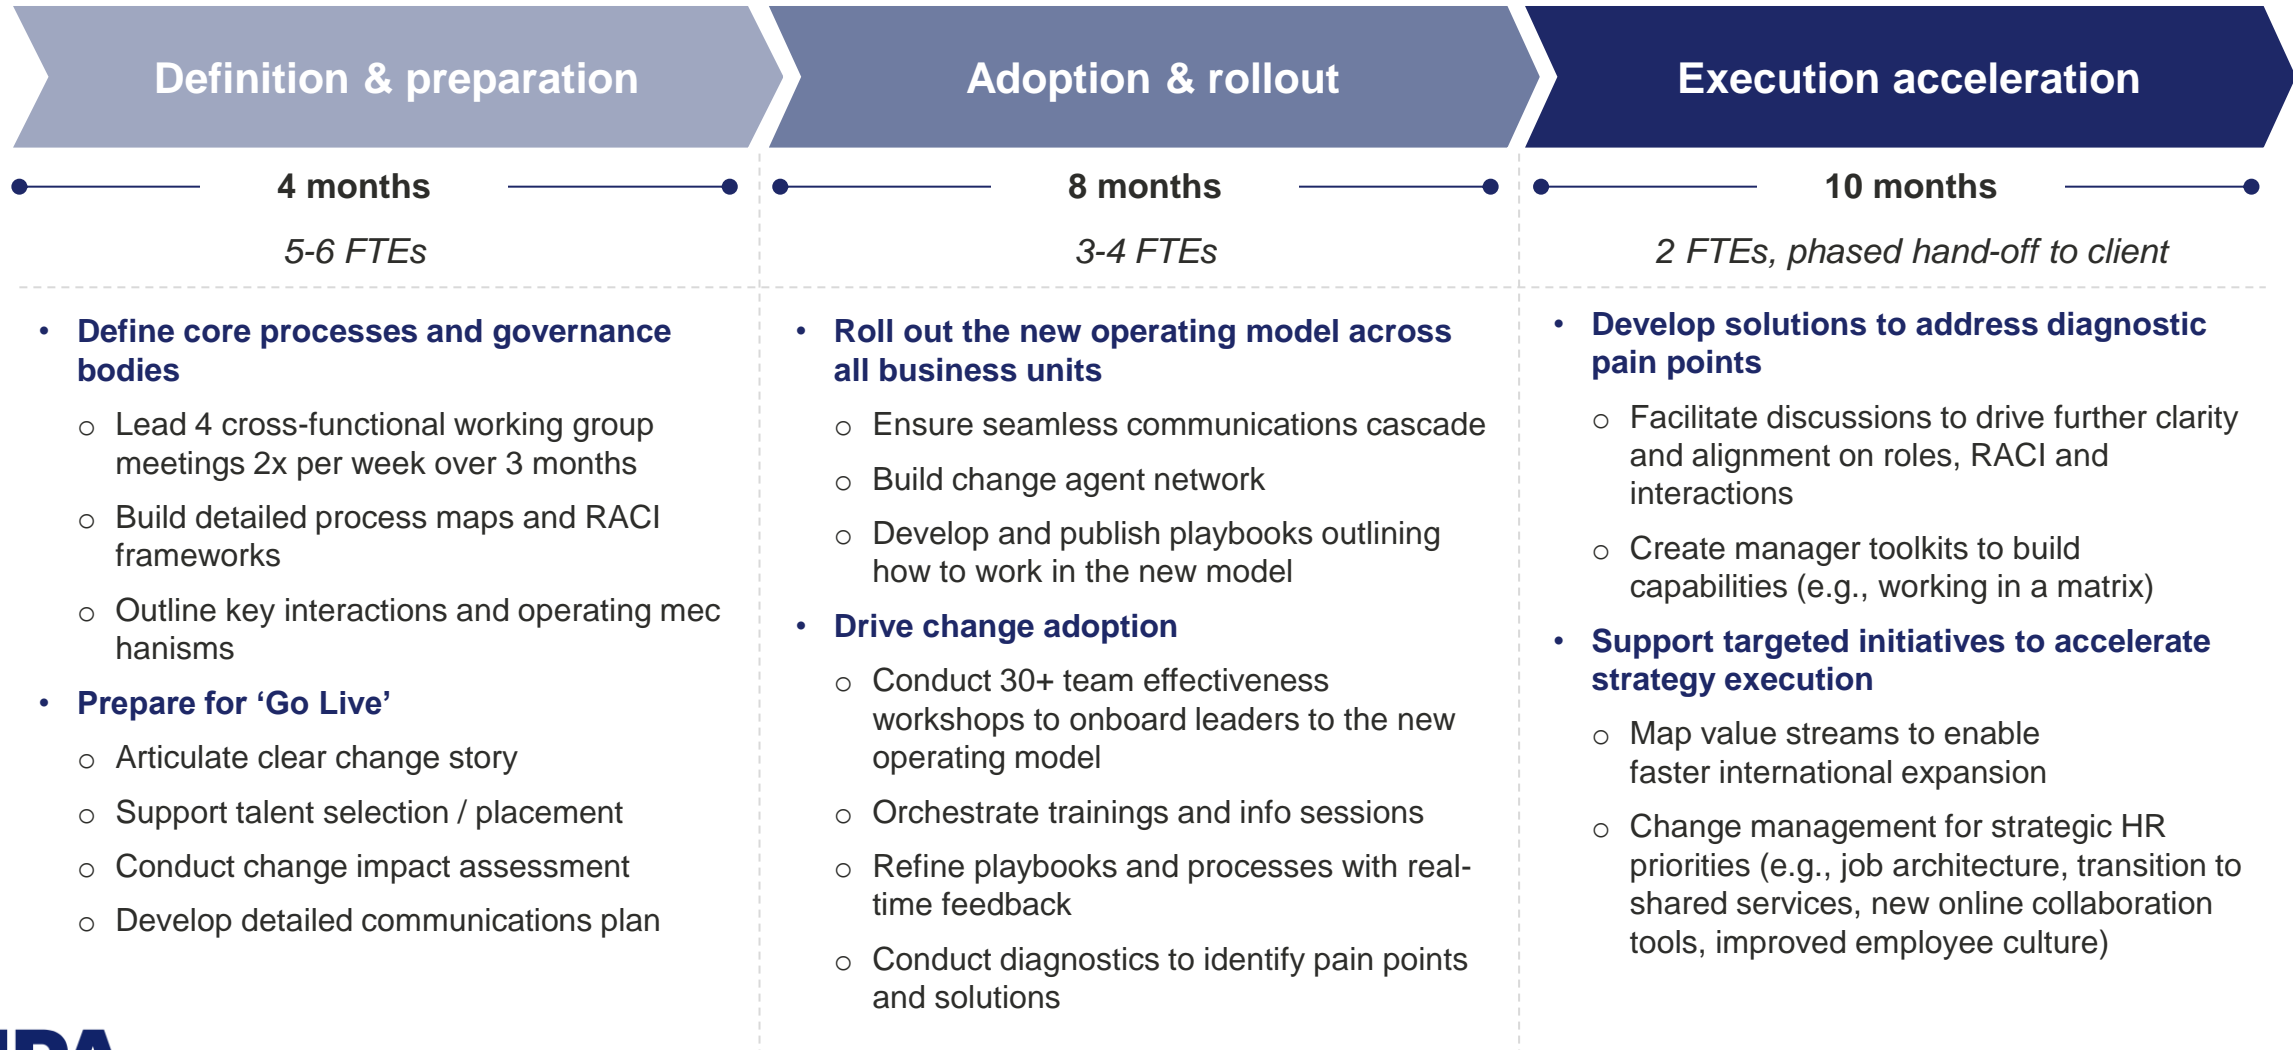 Definition & preparation
Adoption & rollout
Execution acceleration
4 months
8 months
10 months
5-6 FTEs
3-4 FTEs
2 FTEs, phased hand-off to client
• Define core processes and governance
bodies
o Lead 4 cross-functional working group
meetings 2x per week over 3 months
o Build detailed process maps and RACI
frameworks
o Outline key interactions and operating mec
hanisms
• Prepare for ‘Go Live’
o Articulate clear change story
o Support talent selection / placement
o Conduct change impact assessment
o Develop detailed communications plan
• Roll out the new operating model across
all business units
o Ensure seamless communications cascade
o Build change agent network
o Develop and publish playbooks outlining
how to work in the new model
• Drive change adoption
o Conduct 30+ team effectiveness
workshops to onboard leaders to the new
operating model
o Orchestrate trainings and info sessions
o Refine playbooks and processes with real-
time feedback
o Conduct diagnostics to identify pain points
and solutions
• Develop solutions to address diagnostic
pain points
o Facilitate discussions to drive further clarity
and alignment on roles, RACI and
interactions
o Create manager toolkits to build
capabilities (e.g., working in a matrix)
• Support targeted initiatives to accelerate
strategy execution
o Map value streams to enable
faster international expansion
o Change management for strategic HR
priorities (e.g., job architecture, transition to
shared services, new online collaboration
tools, improved employee culture)